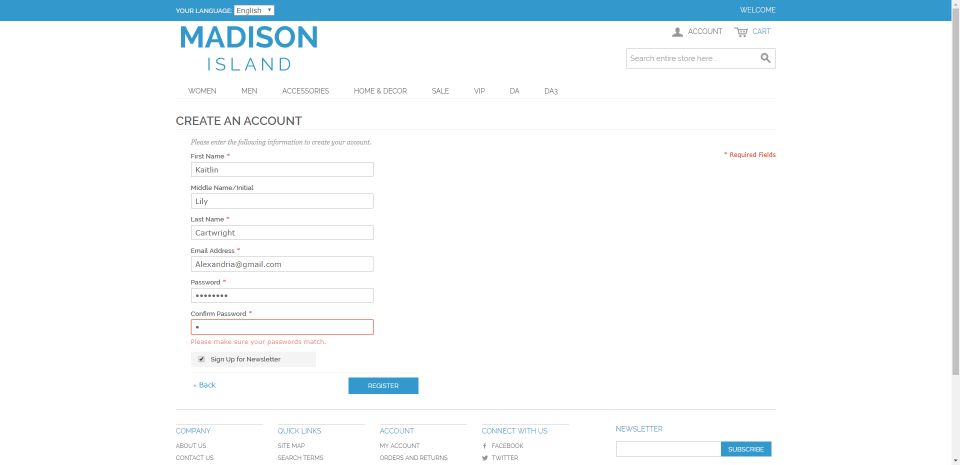 YOUR LANGUAGE: English
WELCOME
MADISON
ISLAND
ACCOUNT CART
Search entire store here...
WOMEN MEN ACCESSORIES HOME & DECOR SALE VIP DA DA3
CREATE AN ACCOUNT
Please enter the following information to create your account.
* Required Fields
First Name *
Kaitlin
Middle Name/Initial
Lily
Last Name *
Cartwright
Email Address *
Alexandria@gmail.com
Password *
••••••••
Confirm Password *
•
Please make sure your passwords match.
Sign Up for Newsletter
« Back
REGISTER
COMPANY
ABOUT US
CONTACT US
QUICK LINKS
SITE MAP
SEARCH TERMS
ACCOUNT
MY ACCOUNT
ORDERS AND RETURNS
CONNECT WITH US
FACEBOOK
TWITTER
NEWSLETTER
SUBSCRIBE